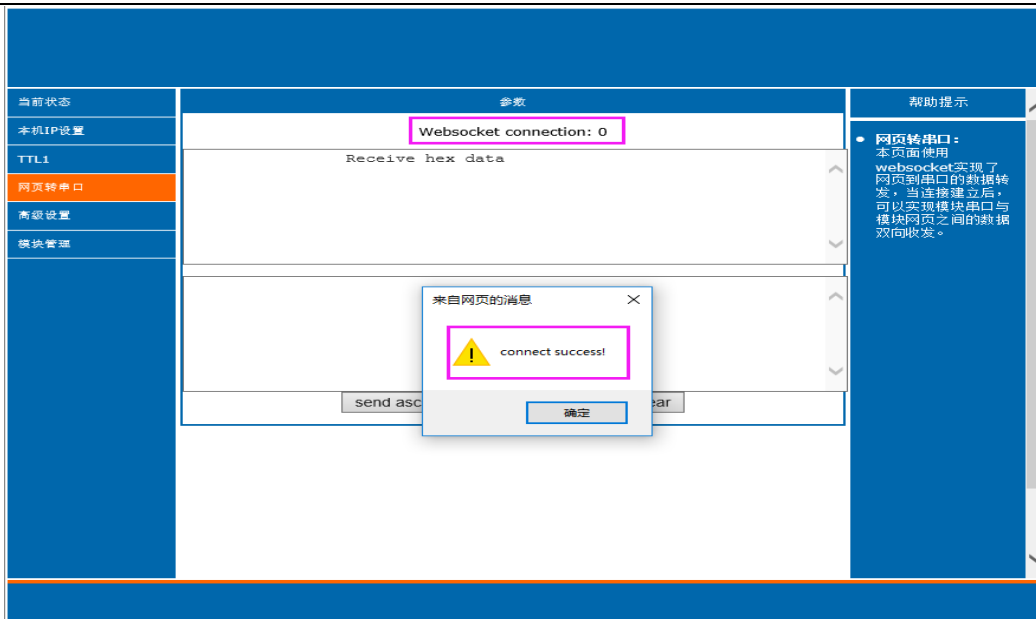 当前状态
本机IP设置
TTL1
网页转串口
高级设置
模块管理
参数
Websocket connection: 0
Receive hex data
来自网页的消息
connect success!
确定
send asc
ear
帮助提示
网页转串口：
本页面使用
websocket实现了
网页到串口的数据转
发，当连接建立后，
可以实现模块串口与
模块网页之间的数据
双向收发。